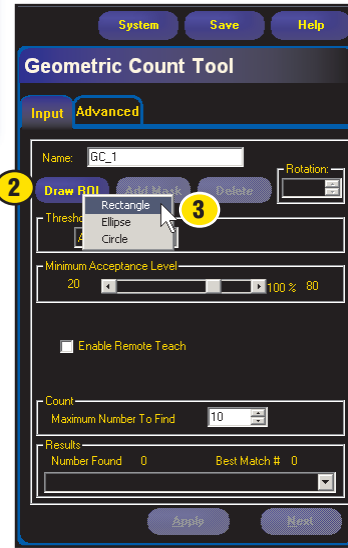 System Save Help
Geometric Count Tool
Input Advanced
Name: GC_1
Rotation:
2 Draw ROI Add Mask Delete
Rectangle 3
Ellipse
Circle
Minimum Acceptance Level
20 100 % 80
Enable Remote Teach
Count
Maximum Number To Find 10
Results
Number Found 0 Best Match # 0
Apply Next